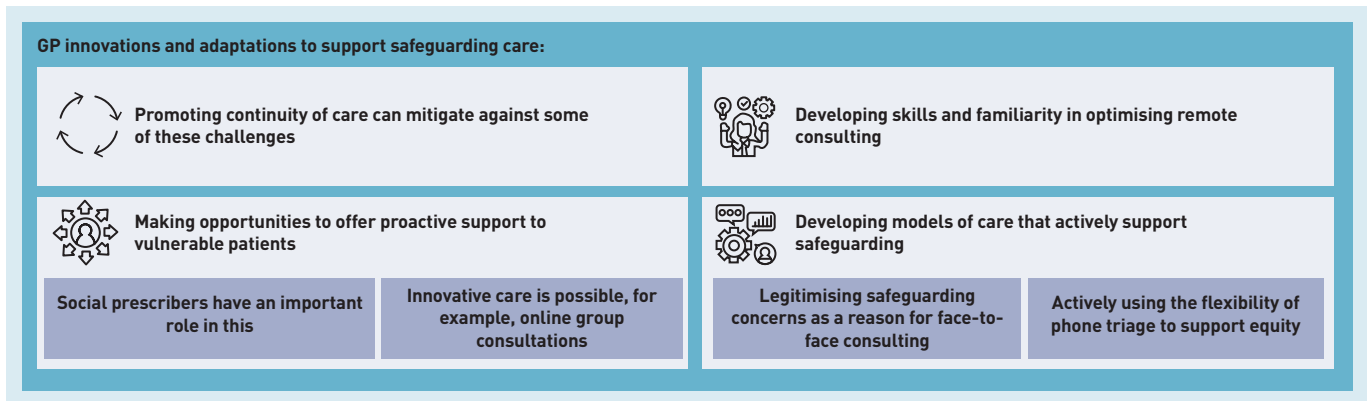 GP innovations and adaptations to support safeguarding care:
Promoting continuity of care can mitigate against some
of these challenges
Developing skills and familiarity in optimising remote
consulting
Making opportunities to offer proactive support to
vulnerable patients
Social prescribers have an important
role in this
Innovative care is possible, for
example, online group
consultations
Developing models of care that actively support
safeguarding
Legitimising safeguarding
concerns as a reason for face-to-
face consulting
Actively using the flexibility of
phone triage to support equity